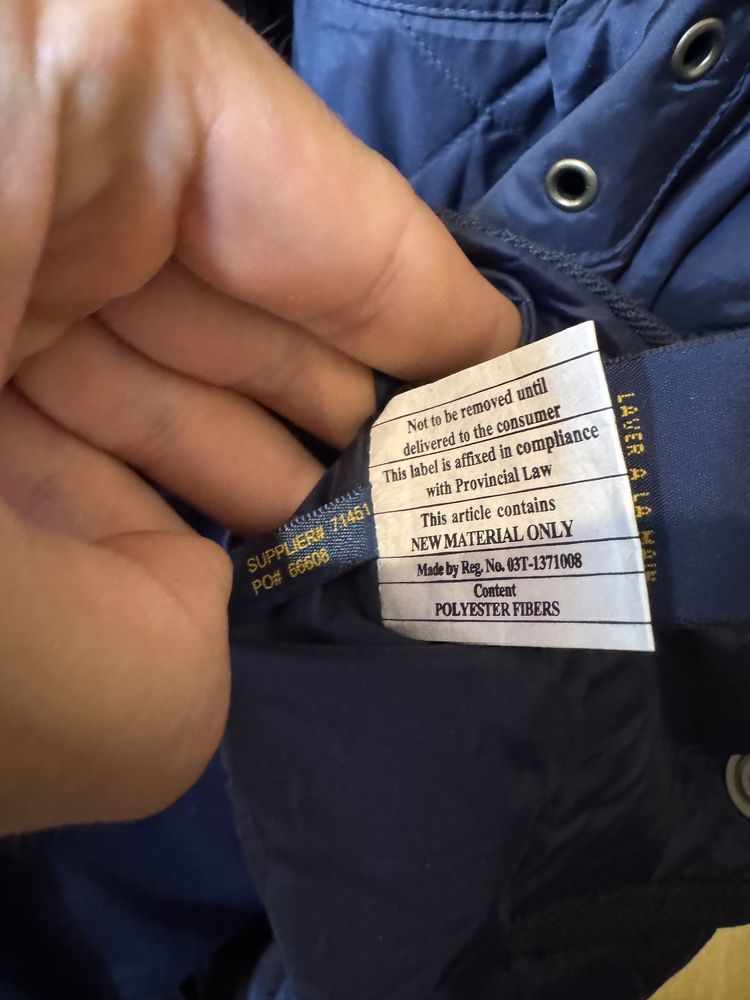 Not to be removed until
delivered to the consumer
This label is affixed in compliance
with Provincial Law
This article contains
NEW MATERIAL ONLY
Made by Reg. No. 03T-1371008
Content
POLYESTER FIBERS
SUPPLIER# 71451
PO# 66608
LAVER A LA MAIN